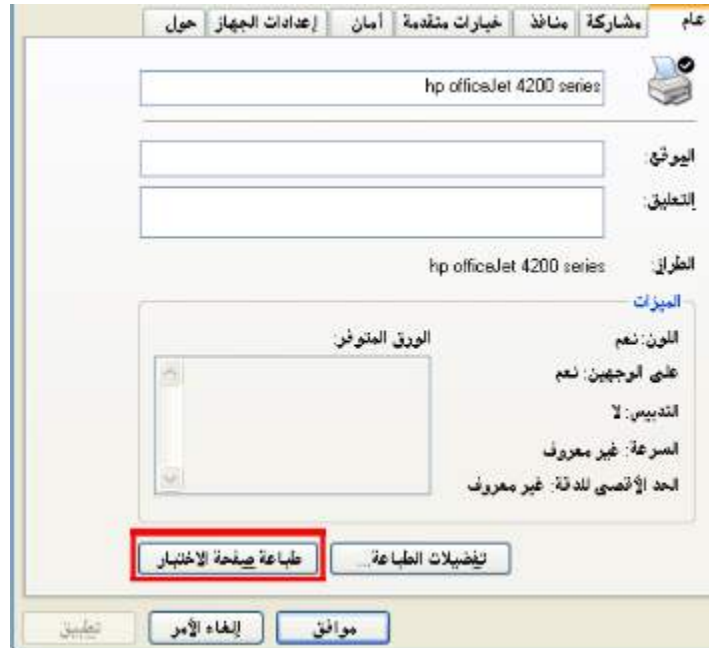 عام مشاركة منافذ خيارات متقدمة أمان إعدادات الجهاز حول
hp officeJet 4200 series
الموقع:
التعليق:
الطراز: hp officeJet 4200 series
الميزات
اللون: نعم الورق المتوفر:
على الوجهين: نعم
التدبيس: لا
السرعة: غير معروف
الحد الأقصى للدقة: غير معروف
تفضيلات الطباعة... طباعة صفحة الاختبار
موافق إلغاء الأمر تطبيق